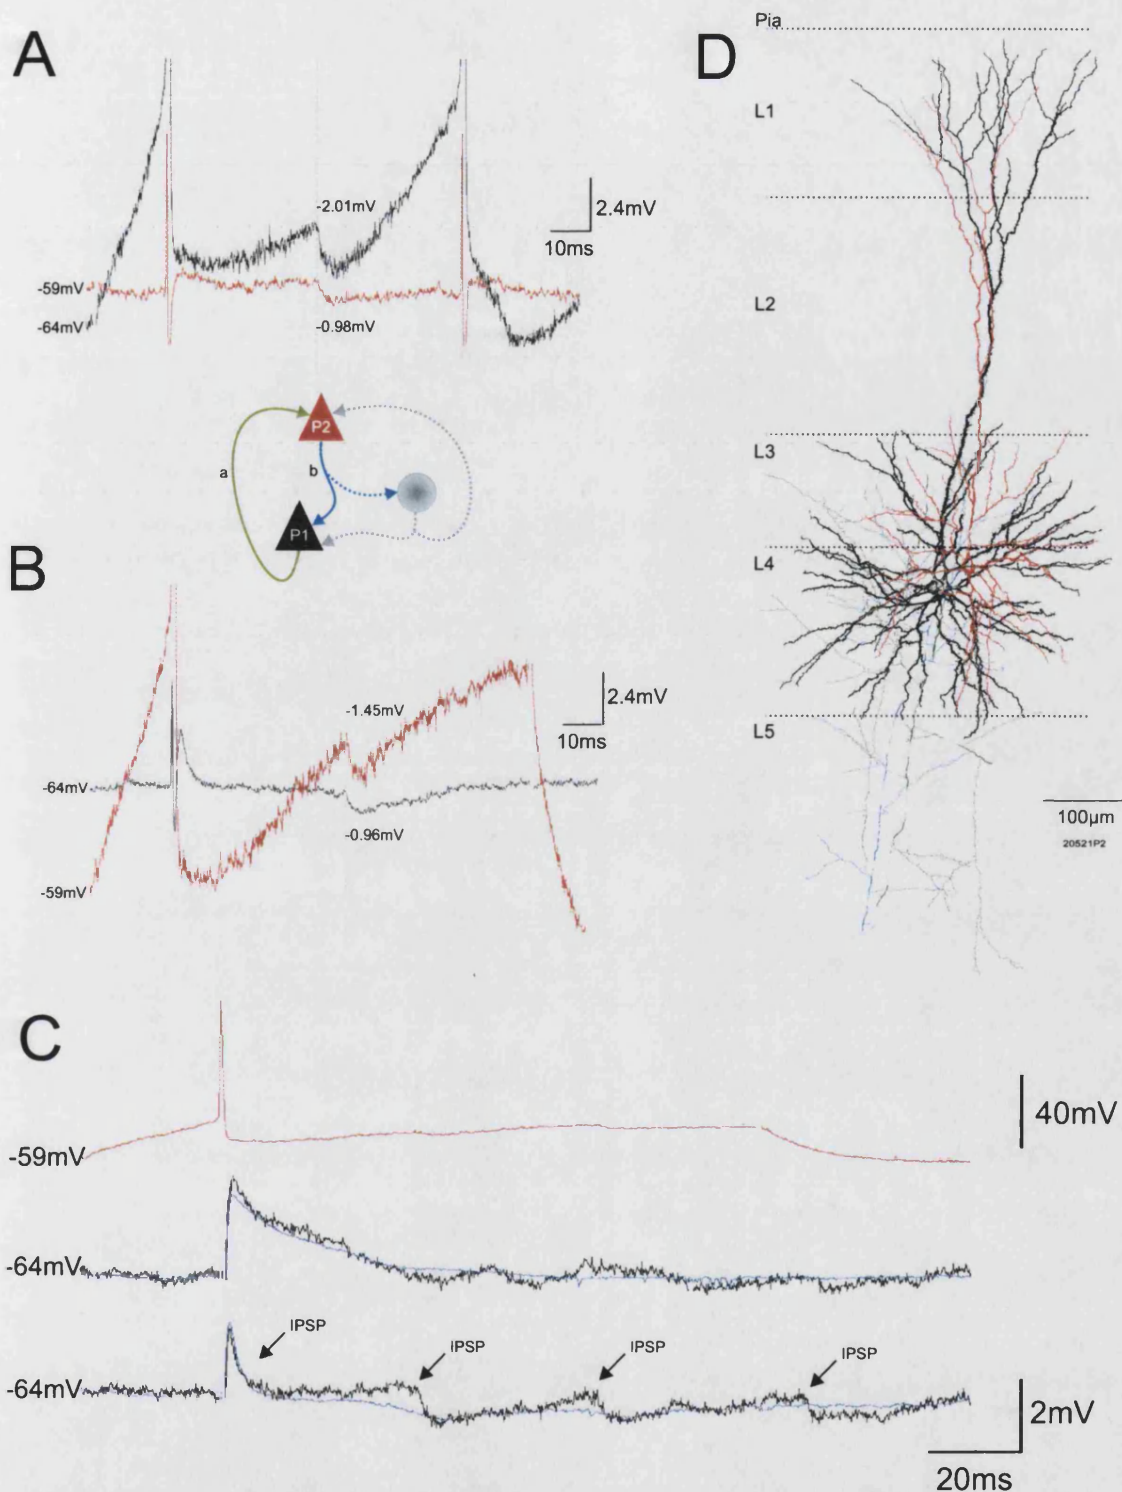 A
-2.01mV
2.4mV
10ms
-59mV
-64mV
-0.98mV
P2
a
b
P1
B
2.4mV
-1.45mV
10ms
-64mV
-0.96mV
-59mV
C
40mV
-59mV
-64mV
IPSP
IPSP
IPSP
IPSP
-64mV
2mV
20ms
Pia
D
L1
L2
L3
L4
L5
100µm
20521P2